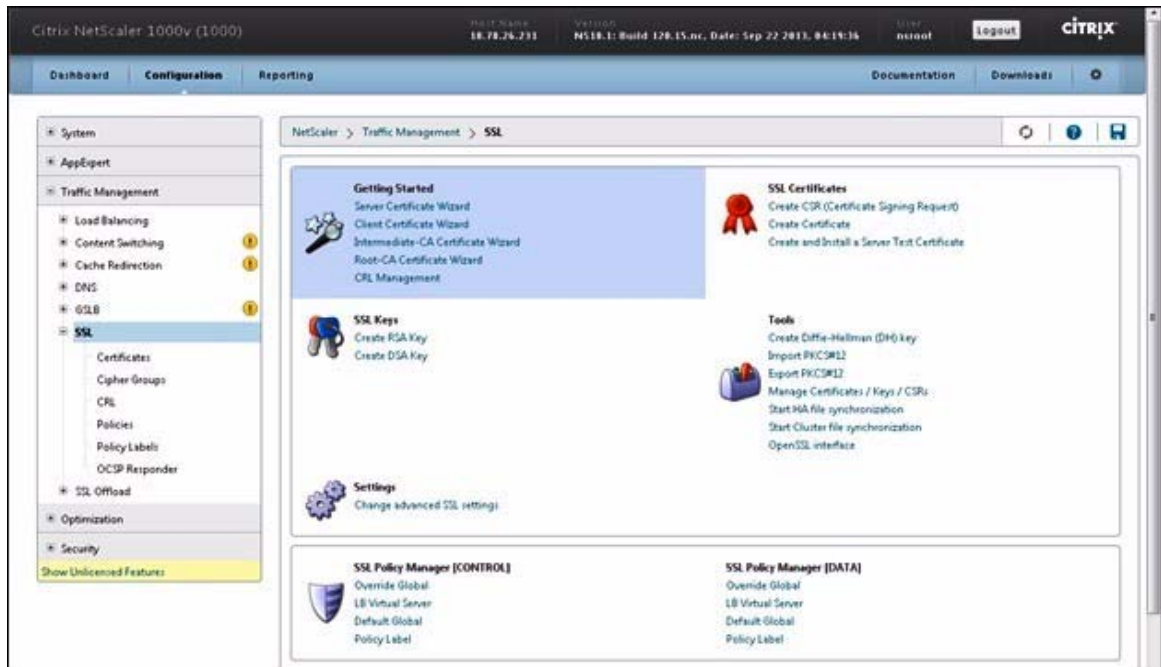 Citrix NetScaler 1000v (1000)
Host Name
10.78.26.231
Version
NS10.1: Build 120.15.nc, Date: Sep 22 2013, 04:19:36
User
nsroot
Logout
CİTRIX
Dashboard
Configuration
Reporting
Documentation
Downloads
System
AppExpert
Traffic Management
Load Balancing
Content Switching
Cache Redirection
DNS
GSLB
SSL
Certificates
Cipher Groups
CRL
Policies
Policy Labels
OCSP Responder
SSL Offload
Optimization
Security
Show Unlicensed Features
NetScaler > Traffic Management > SSL
Getting Started
Server Certificate Wizard
Client Certificate Wizard
Intermediate-CA Certificate Wizard
Root-CA Certificate Wizard
CRL Management
SSL Certificates
Create CSR (Certificate Signing Request)
Create Certificate
Create and Install a Server Test Certificate
SSL Keys
Create RSA Key
Create DSA Key
Tools
Create Diffie-Hellman (DH) key
Import PKCS#12
Export PKCS#12
Manage Certificates / Keys / CSRs
Start HA file synchronization
Start Cluster file synchronization
OpenSSL interface
Settings
Change advanced SSL settings
SSL Policy Manager [CONTROL]
Override Global
LB Virtual Server
Default Global
Policy Label
SSL Policy Manager [DATA]
Override Global
LB Virtual Server
Default Global
Policy Label